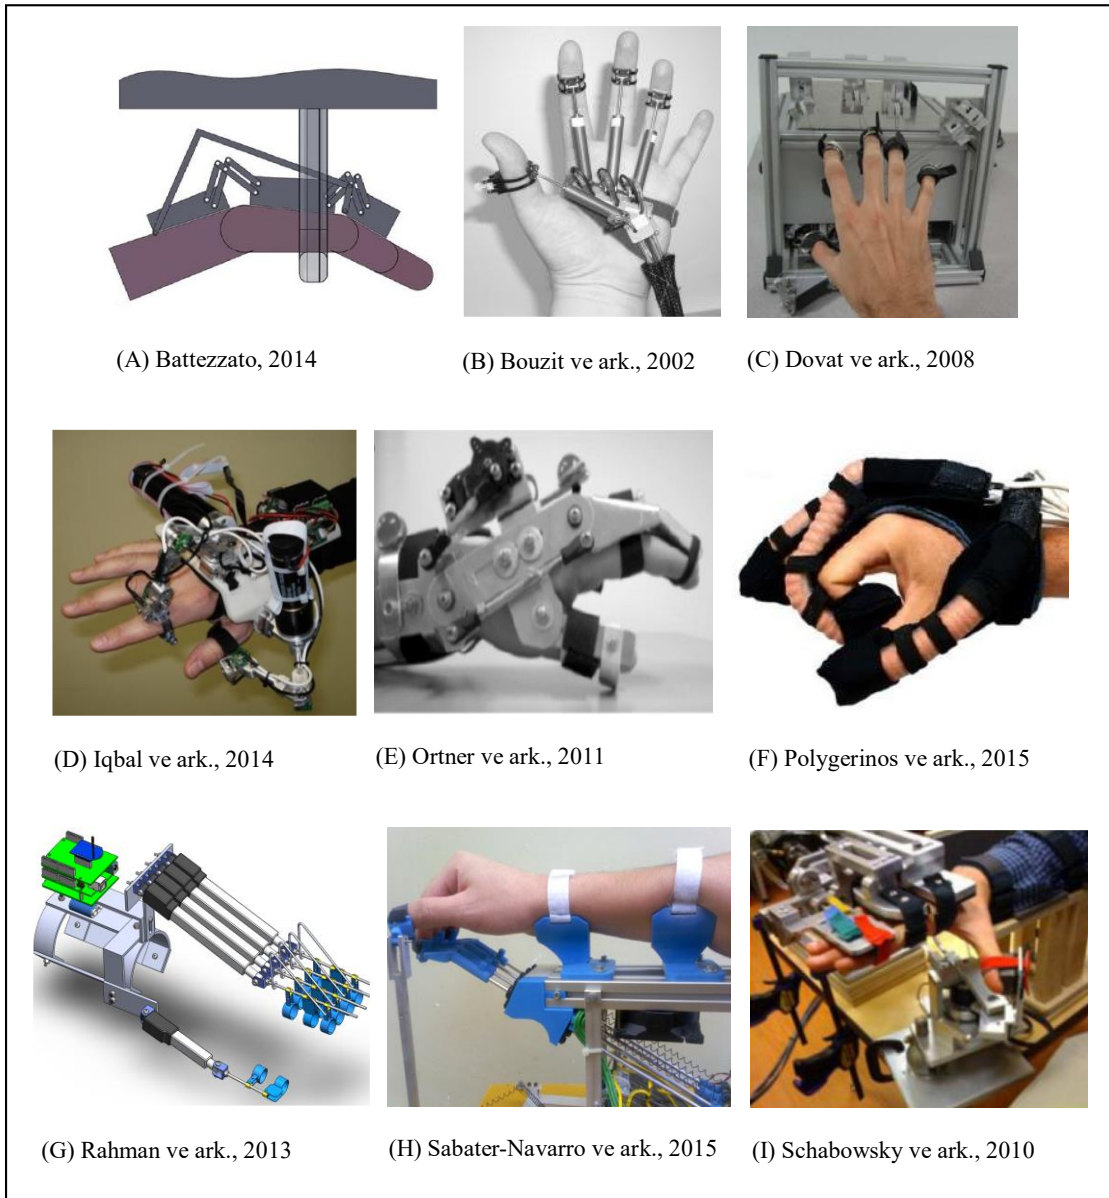 (A) Battezzato, 2014
(B) Bouzit ve ark., 2002
(C) Dovat ve ark., 2008
(D) Iqbal ve ark., 2014
(E) Ortner ve ark., 2011
(F) Polygerinos ve ark., 2015
(G) Rahman ve ark., 2013
(H) Sabater-Navarro ve ark., 2015
(I) Schabowsky ve ark., 2010